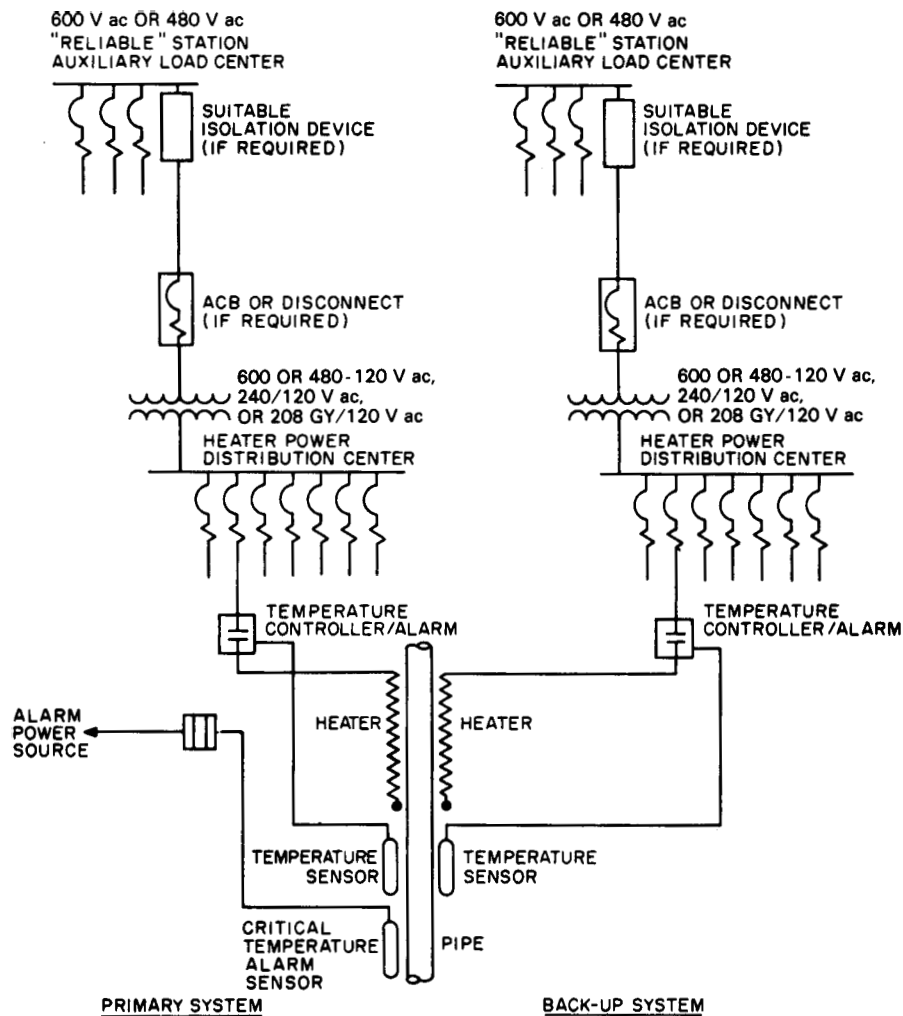 600 V ac OR 480 V ac
"RELIABLE" STATION
AUXILIARY LOAD CENTER
SUITABLE
ISOLATION DEVICE
(IF REQUIRED)
ACB OR DISCONNECT
(IF REQUIRED)
600 OR 480-120 V ac,
240/120 V ac,
OR 208 GY/120 V ac
HEATER POWER
DISTRIBUTION CENTER
TEMPERATURE
CONTROLLER/ALARM
HEATER
ALARM
POWER
SOURCE
TEMPERATURE
SENSOR
CRITICAL
TEMPERATURE
ALARM
SENSOR
PRIMARY SYSTEM
600 V ac OR 480 V ac
"RELIABLE" STATION
AUXILIARY LOAD CENTER
SUITABLE
ISOLATION DEVICE
(IF REQUIRED)
ACB OR DISCONNECT
(IF REQUIRED)
600 OR 480-120 V ac,
240/120 V ac,
OR 208 GY/120 V ac
HEATER POWER
DISTRIBUTION CENTER
TEMPERATURE
CONTROLLER/ALARM
HEATER
TEMPERATURE
SENSOR
PIPE
BACK-UP SYSTEM